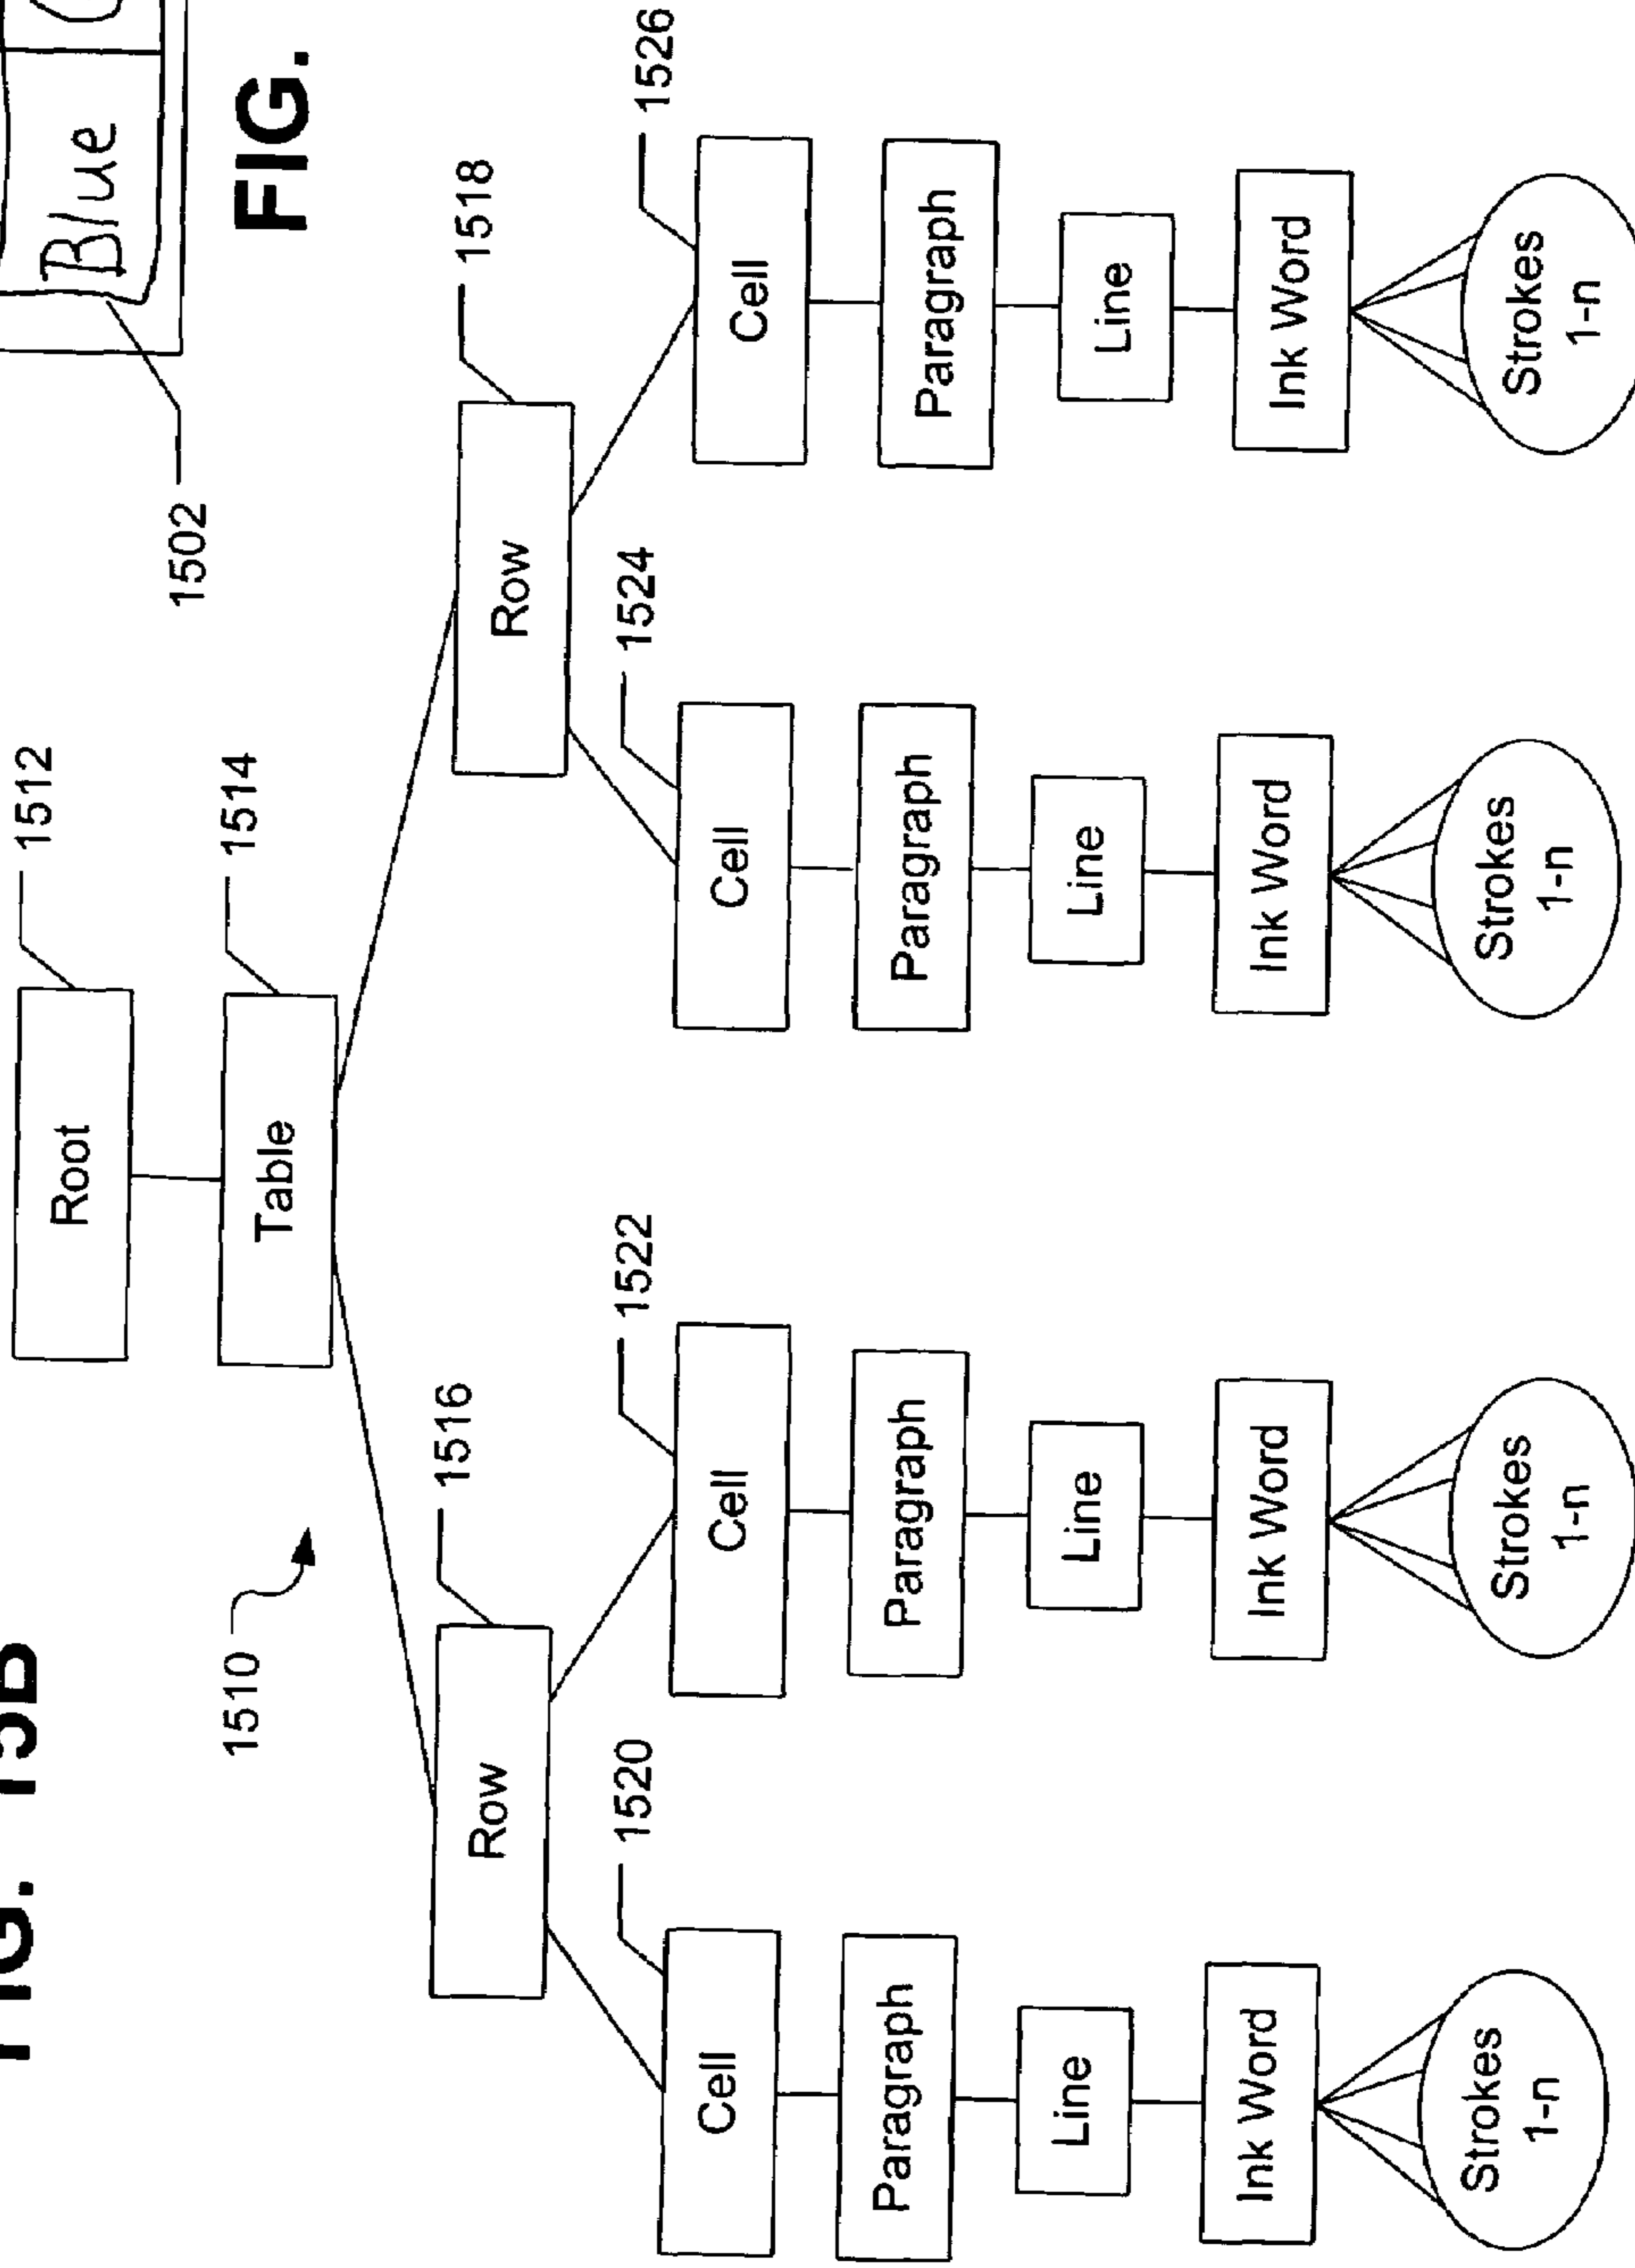 FIG. 15B
1512
Root
Blue
1502
FIG.
1510
1514
Table
1516
1518
Row
Row
1520 1522 1524 1526
Cell Cell Cell Cell
Paragraph Paragraph Paragraph Paragraph
Line Line Line Line
Ink Word Ink Word Ink Word Ink Word
Strokes Strokes Strokes Strokes
1-n 1-n 1-n 1-n